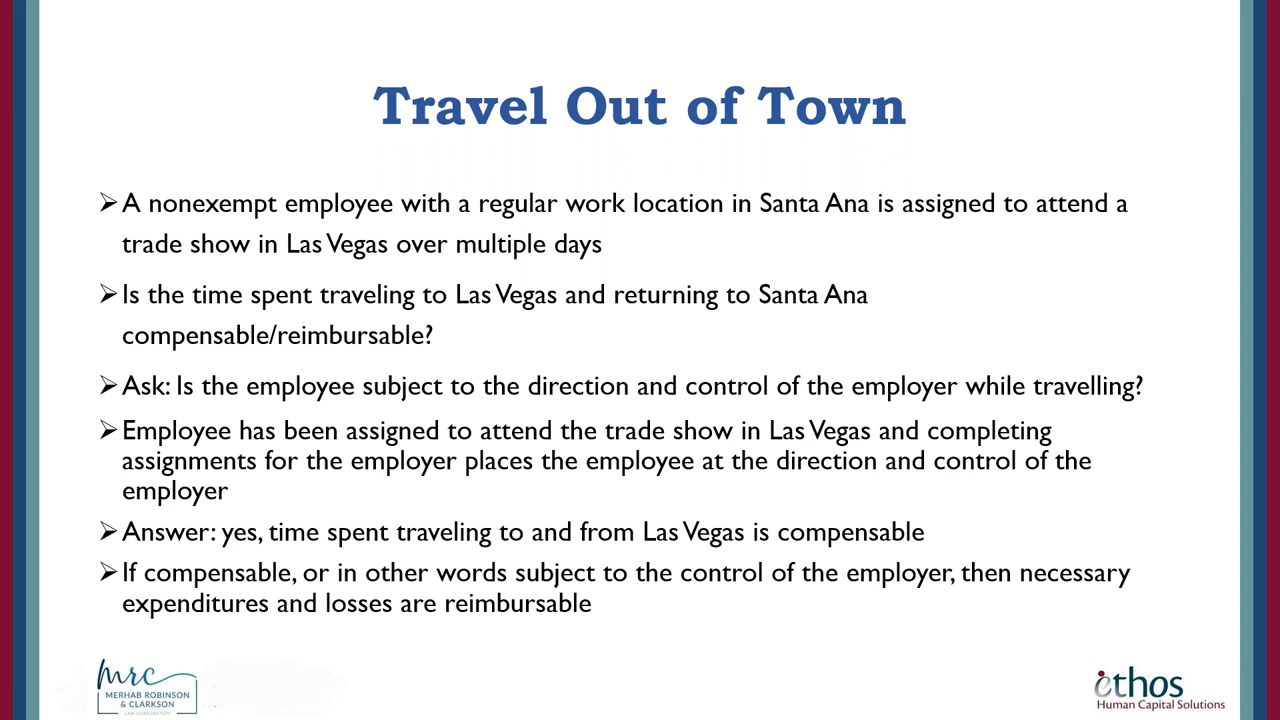 Travel Out of Town
➢A nonexempt employee with a regular work location in Santa Ana is assigned to attend a
trade show in Las Vegas over multiple days
➢Is the time spent traveling to Las Vegas and returning to Santa Ana
compensable/reimbursable?
➢Ask: Is the employee subject to the direction and control of the employer while travelling?
➢Employee has been assigned to attend the trade show in Las Vegas and completing
assignments for the employer places the employee at the direction and control of the
employer
➢Answer: yes, time spent traveling to and from Las Vegas is compensable
➢If compensable, or in other words subject to the control of the employer, then necessary
expenditures and losses are reimbursable
mrc
MERHAB ROBINSON
& CLARKSON
LAW CORPORATION
ethos
Human Capital Solutions